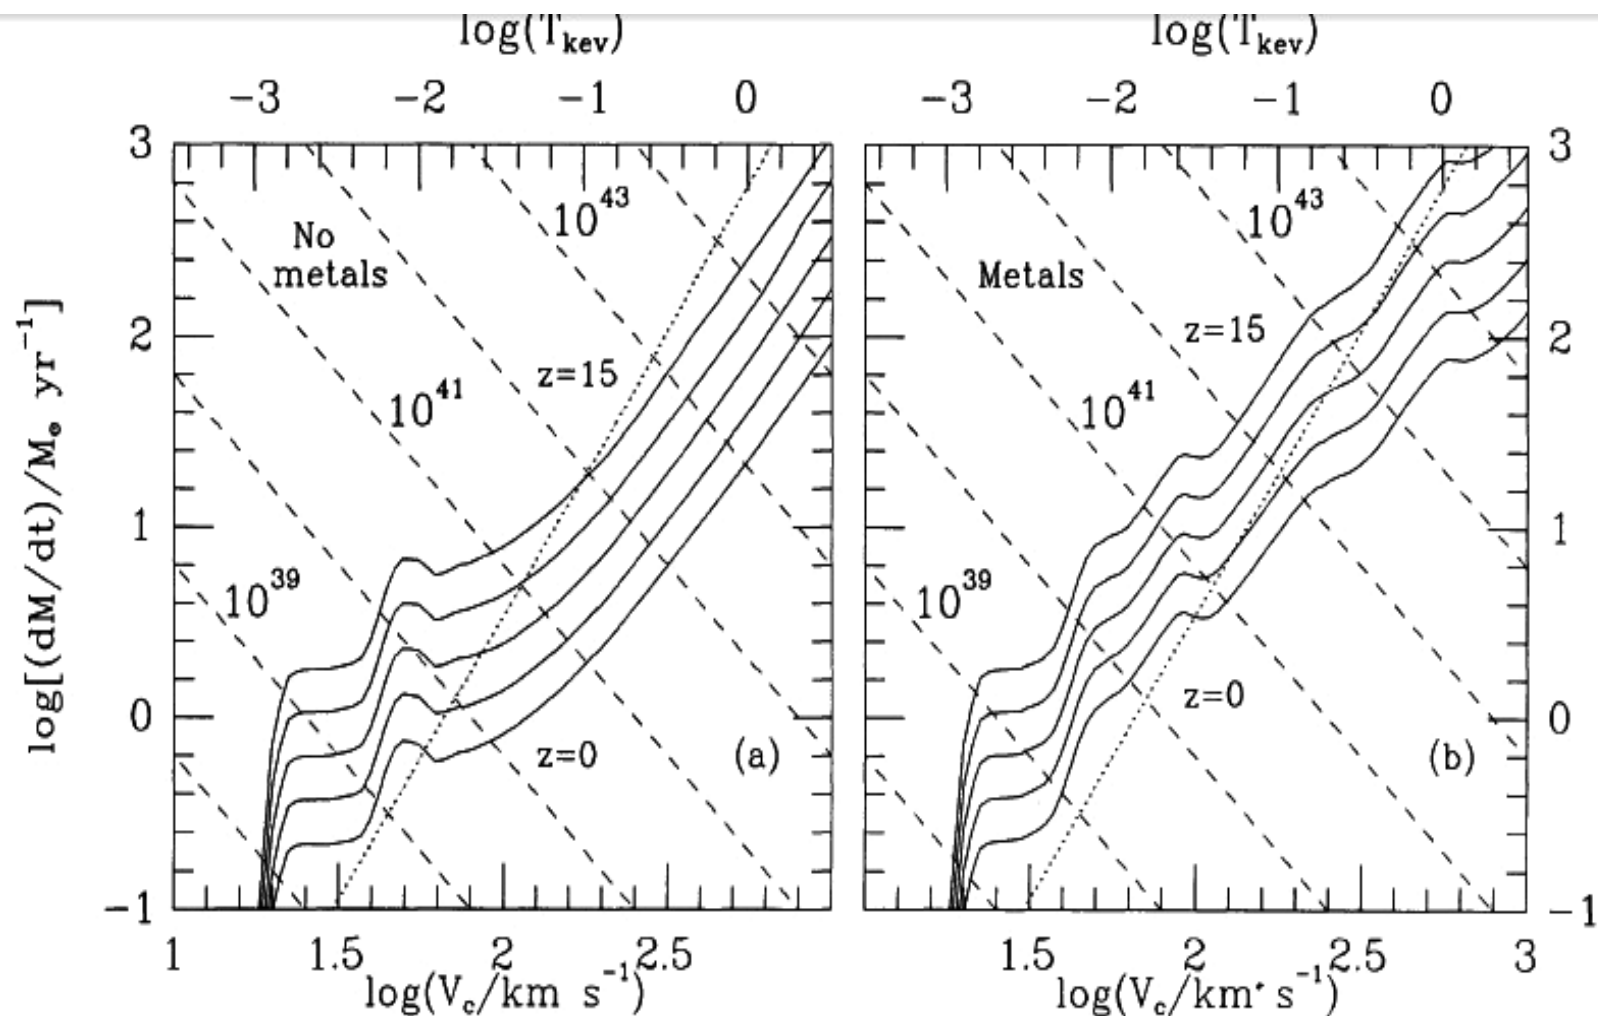 log(T_kev) log(T_kev)
−3 −2 −1 0 −3 −2 −1 0
3 3
10^43 10^43
No metals Metals
2 2
z=15 z=15
10^41 10^41
log[(dM/dt)/M_⊙ yr^−1]
1 1
10^39 10^39
0 0
z=0 z=0
(a) (b)
−1 −1
1 1.5 2 2.5 1.5 2 2.5 3
log(V_c/km s^−1) log(V_c/km s^−1)